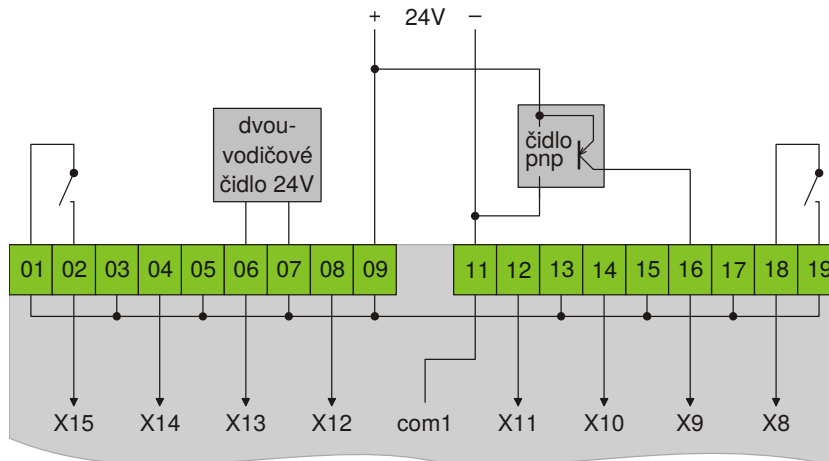 + 24V −
dvou-
vodičové
čidlo 24V
čidlo
pnp
01 02 03 04 05 06 07 08 09 11 12 13 14 15 16 17 18 19
X15 X14 X13 X12 com1 X11 X10 X9 X8